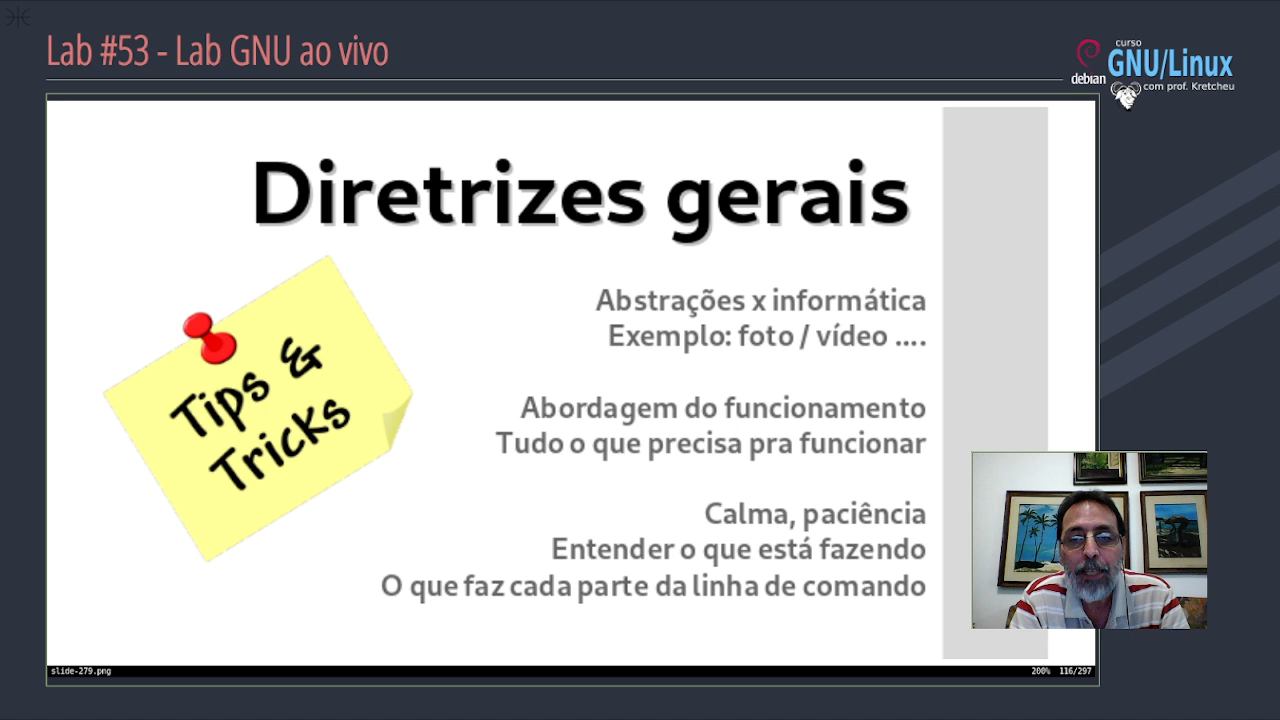 Lab #53 - Lab GNU ao vivo
curso
GNU/Linux
debian
com prof. Kretcheu
Diretrizes gerais
Abstrações x informática
Exemplo: foto / vídeo ....
Tips &
Tricks
Abordagem do funcionamento
Tudo o que precisa pra funcionar
Calma, paciência
Entender o que está fazendo
O que faz cada parte da linha de comando
slide-279.png
200% 116/297